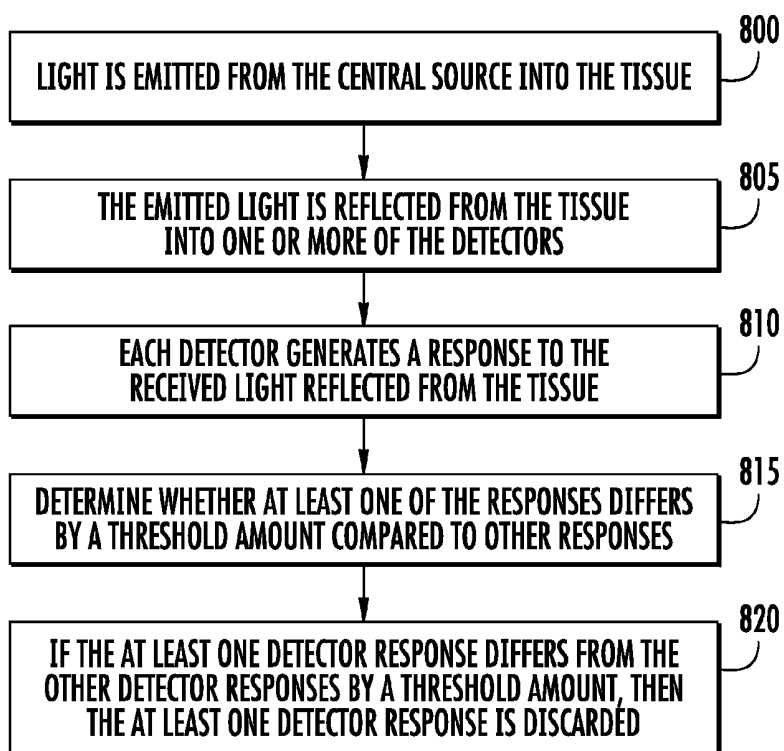 800
LIGHT IS EMITTED FROM THE CENTRAL SOURCE INTO THE TISSUE
805
THE EMITTED LIGHT IS REFLECTED FROM THE TISSUE
INTO ONE OR MORE OF THE DETECTORS
810
EACH DETECTOR GENERATES A RESPONSE TO THE
RECEIVED LIGHT REFLECTED FROM THE TISSUE
815
DETERMINE WHETHER AT LEAST ONE OF THE RESPONSES DIFFERS
BY A THRESHOLD AMOUNT COMPARED TO OTHER RESPONSES
820
IF THE AT LEAST ONE DETECTOR RESPONSE DIFFERS FROM THE
OTHER DETECTOR RESPONSES BY A THRESHOLD AMOUNT, THEN
THE AT LEAST ONE DETECTOR RESPONSE IS DISCARDED